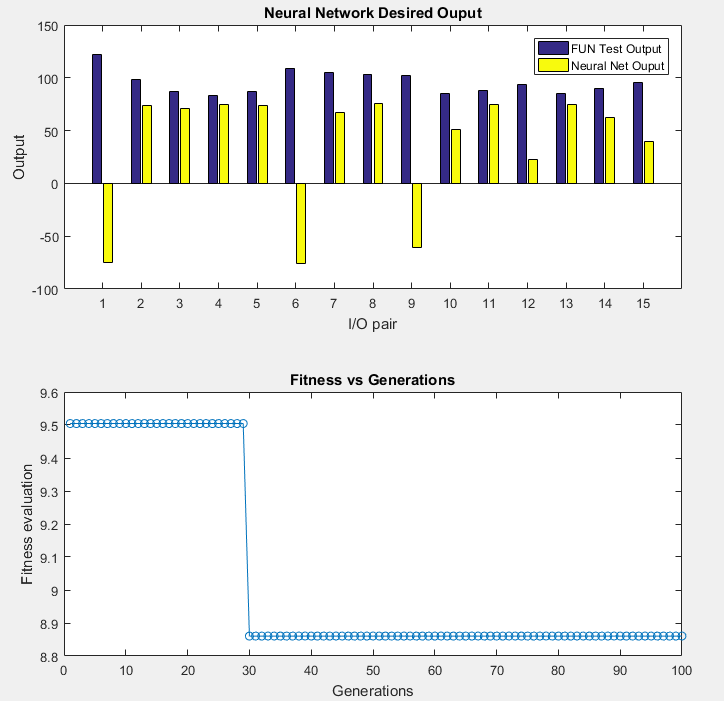 Neural Network Desired Ouput
150
100
50
0
-50
-100
Output
FUN Test Output
Neural Net Ouput
1 2 3 4 5 6 7 8 9 10 11 12 13 14 15
I/O pair
Fitness vs Generations
9.6
9.5
9.4
9.3
9.2
9.1
9
8.9
8.8
Fitness evaluation
0 10 20 30 40 50 60 70 80 90 100
Generations